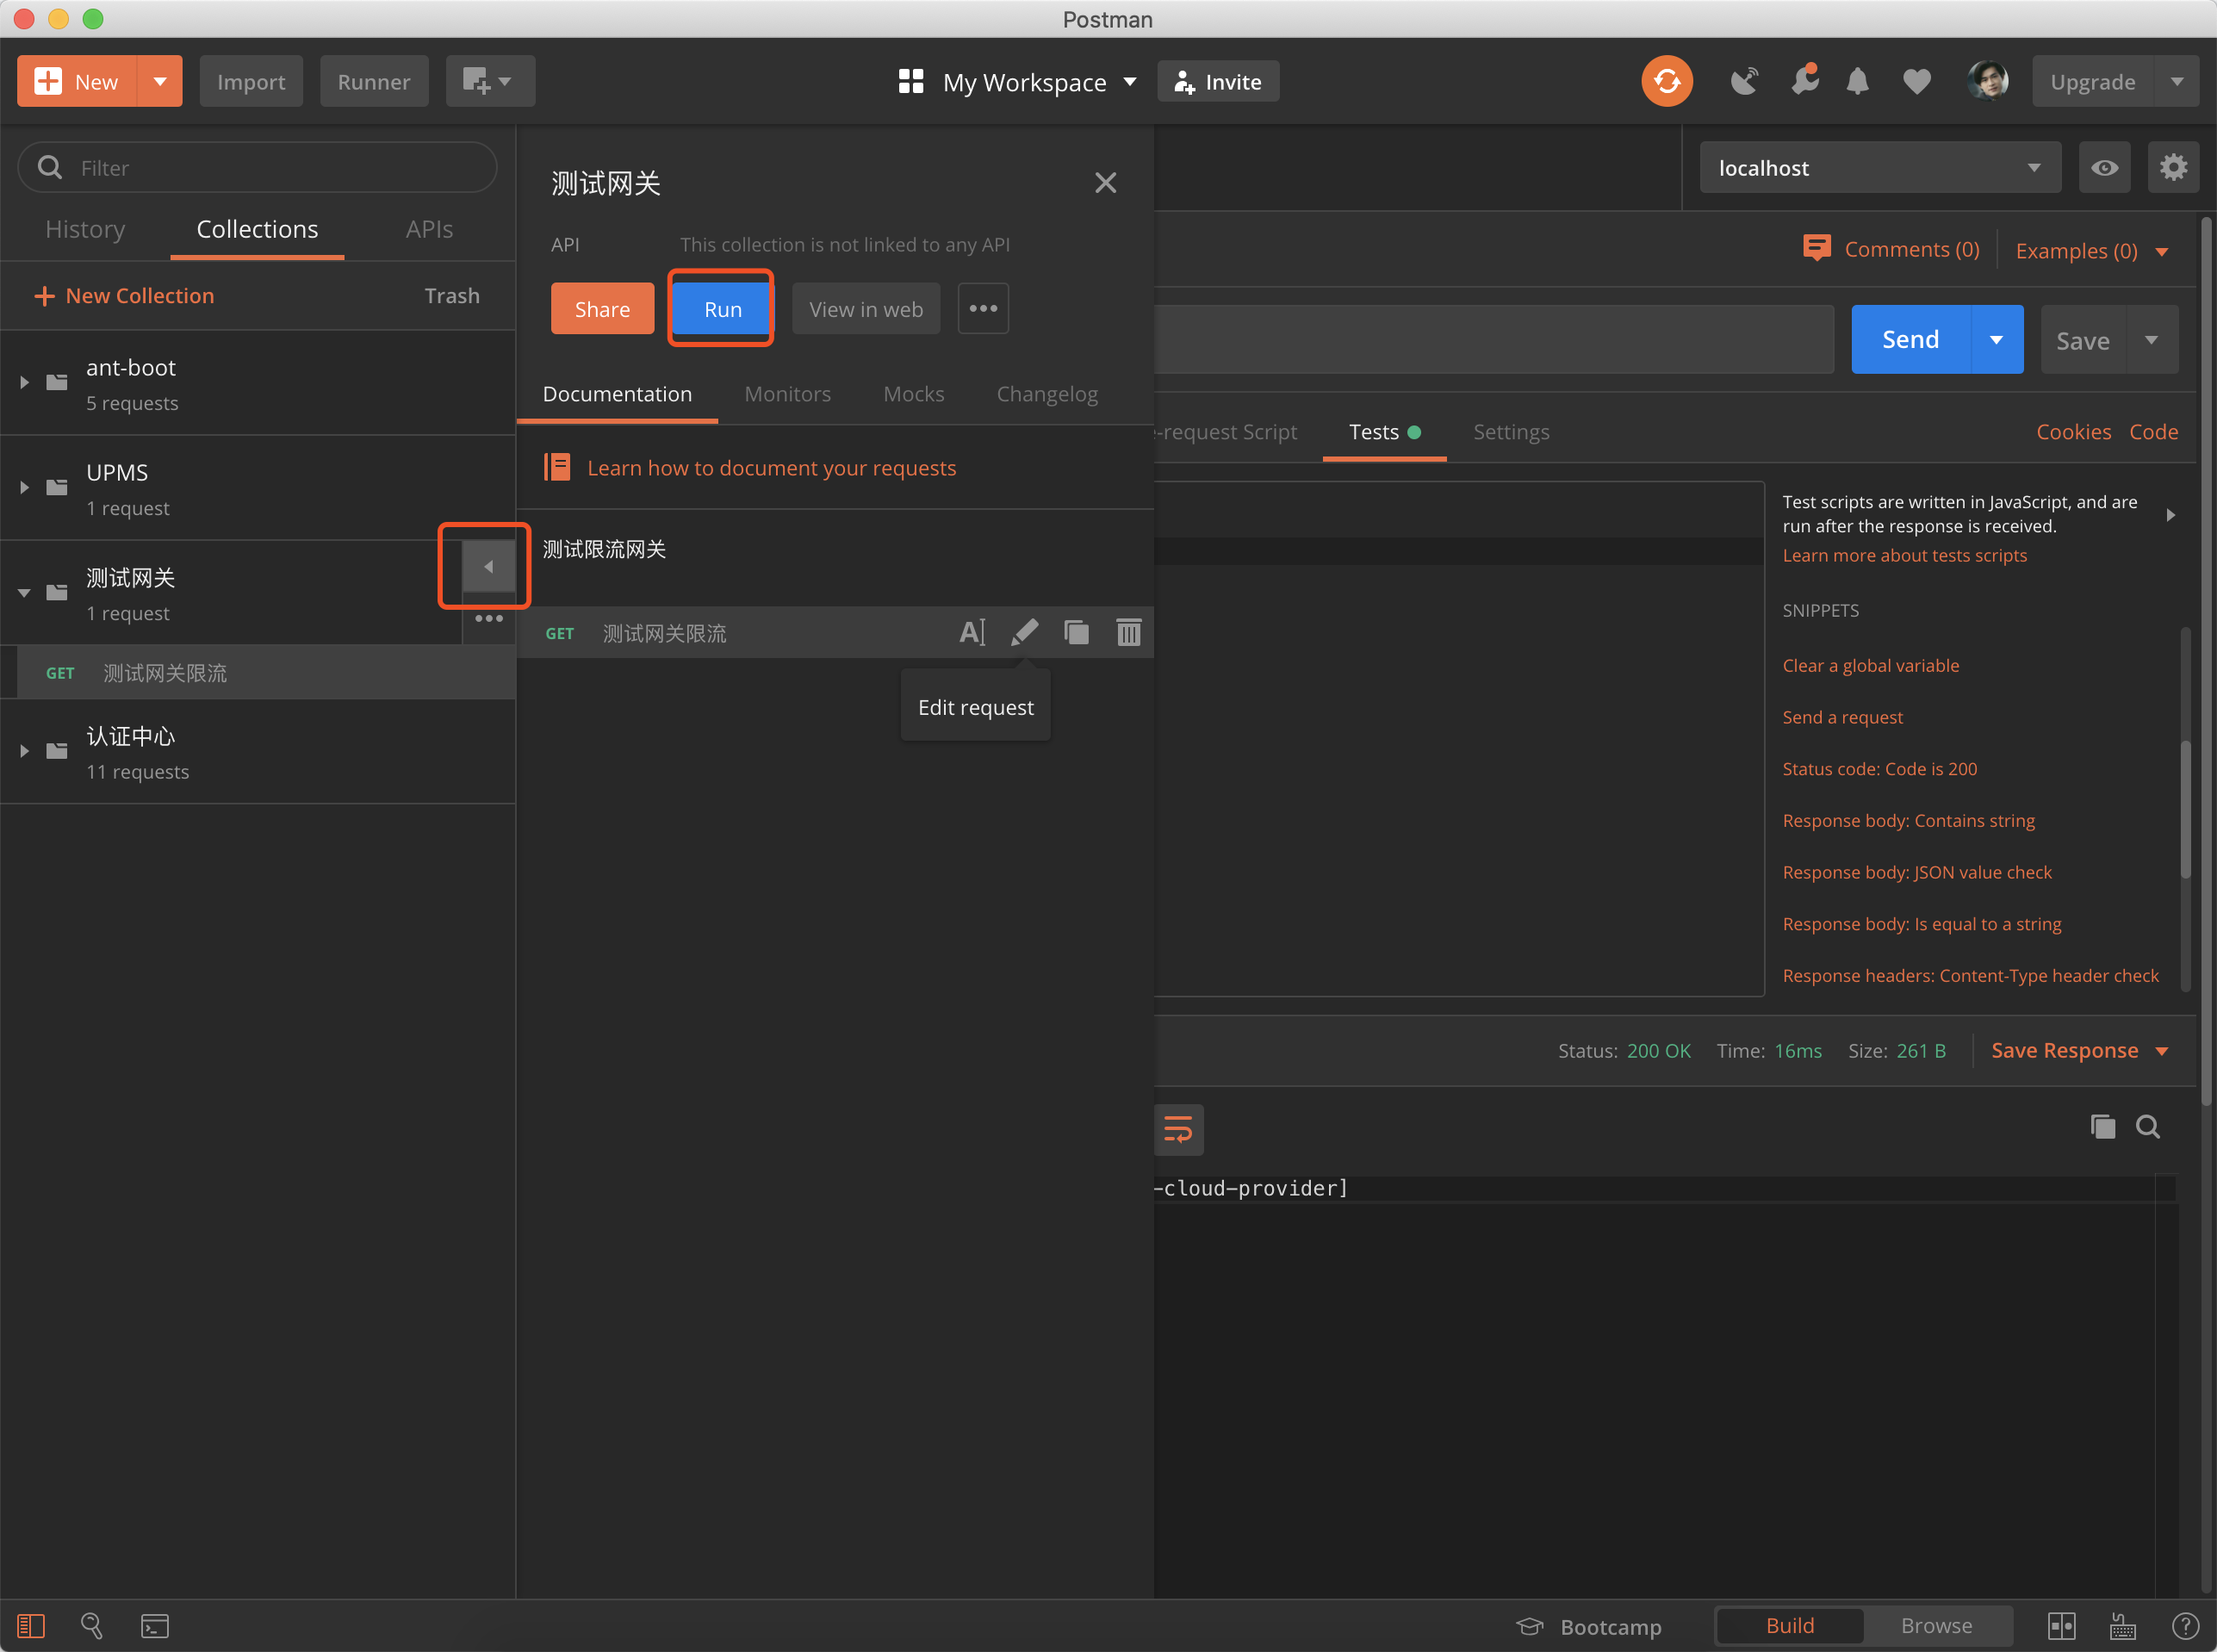 Postman
New
Import
Runner
My Workspace
Invite
Upgrade
Filter
History
Collections
APIs
New Collection
Trash
ant-boot
5 requests
UPMS
1 request
测试网关
1 request
GET 测试网关限流
认证中心
11 requests
测试网关
API
This collection is not linked to any API
Share
Run
View in web
Documentation
Monitors
Mocks
Changelog
Learn how to document your requests
测试限流网关
GET 测试网关限流
Edit request
localhost
Comments (0)
Examples (0)
Send
Save
e-request Script
Tests
Settings
Cookies
Code
Test scripts are written in JavaScript, and are
run after the response is received.
Learn more about tests scripts
SNIPPETS
Clear a global variable
Send a request
Status code: Code is 200
Response body: Contains string
Response body: JSON value check
Response body: Is equal to a string
Response headers: Content-Type header check
Status: 200 OK
Time: 16ms
Size: 261 B
Save Response
-cloud-provider]
Bootcamp
Build
Browse